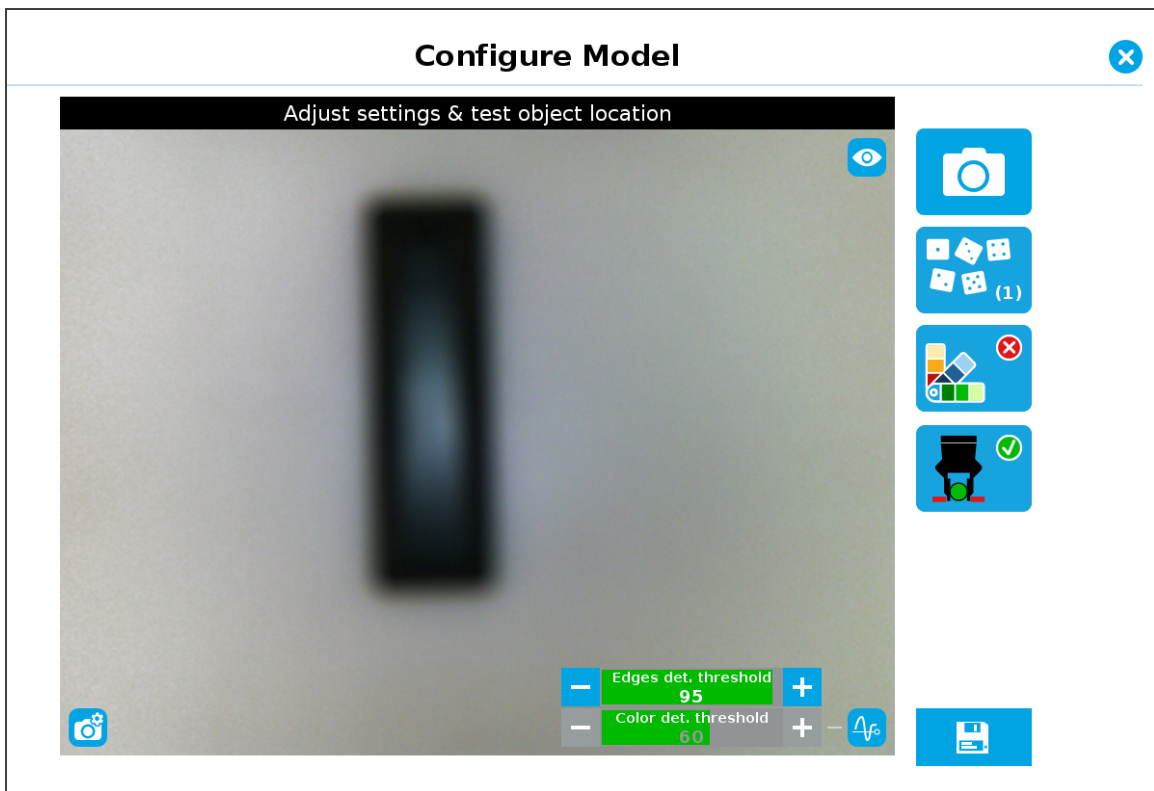 Configure Model
Adjust settings & test object location
(1)
Edges det. threshold
95
Color det. threshold
60